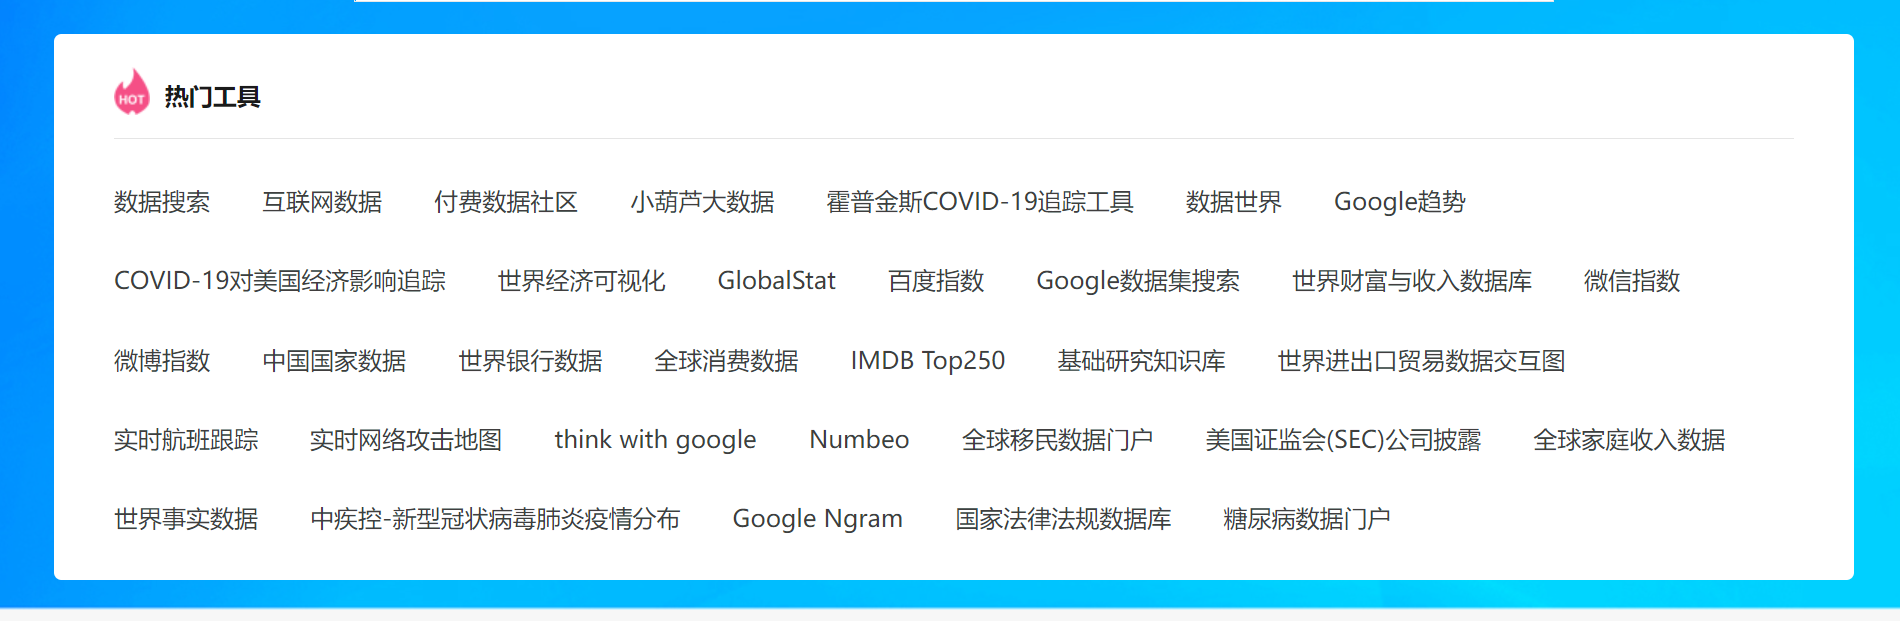 HOT 热门工具
数据搜索 互联网数据 付费数据社区 小葫芦大数据 霍普金斯COVID-19追踪工具 数据世界 Google趋势
COVID-19对美国经济影响追踪 世界经济可视化 GlobalStat 百度指数 Google数据集搜索 世界财富与收入数据库 微信指数
微博指数 中国国家数据 世界银行数据 全球消费数据 IMDB Top250 基础研究知识库 世界进出口贸易数据交互图
实时航班跟踪 实时网络攻击地图 think with google Numbeo 全球移民数据门户 美国证监会(SEC)公司披露 全球家庭收入数据
世界事实数据 中疾控-新型冠状病毒肺炎疫情分布 Google Ngram 国家法律法规数据库 糖尿病数据门户